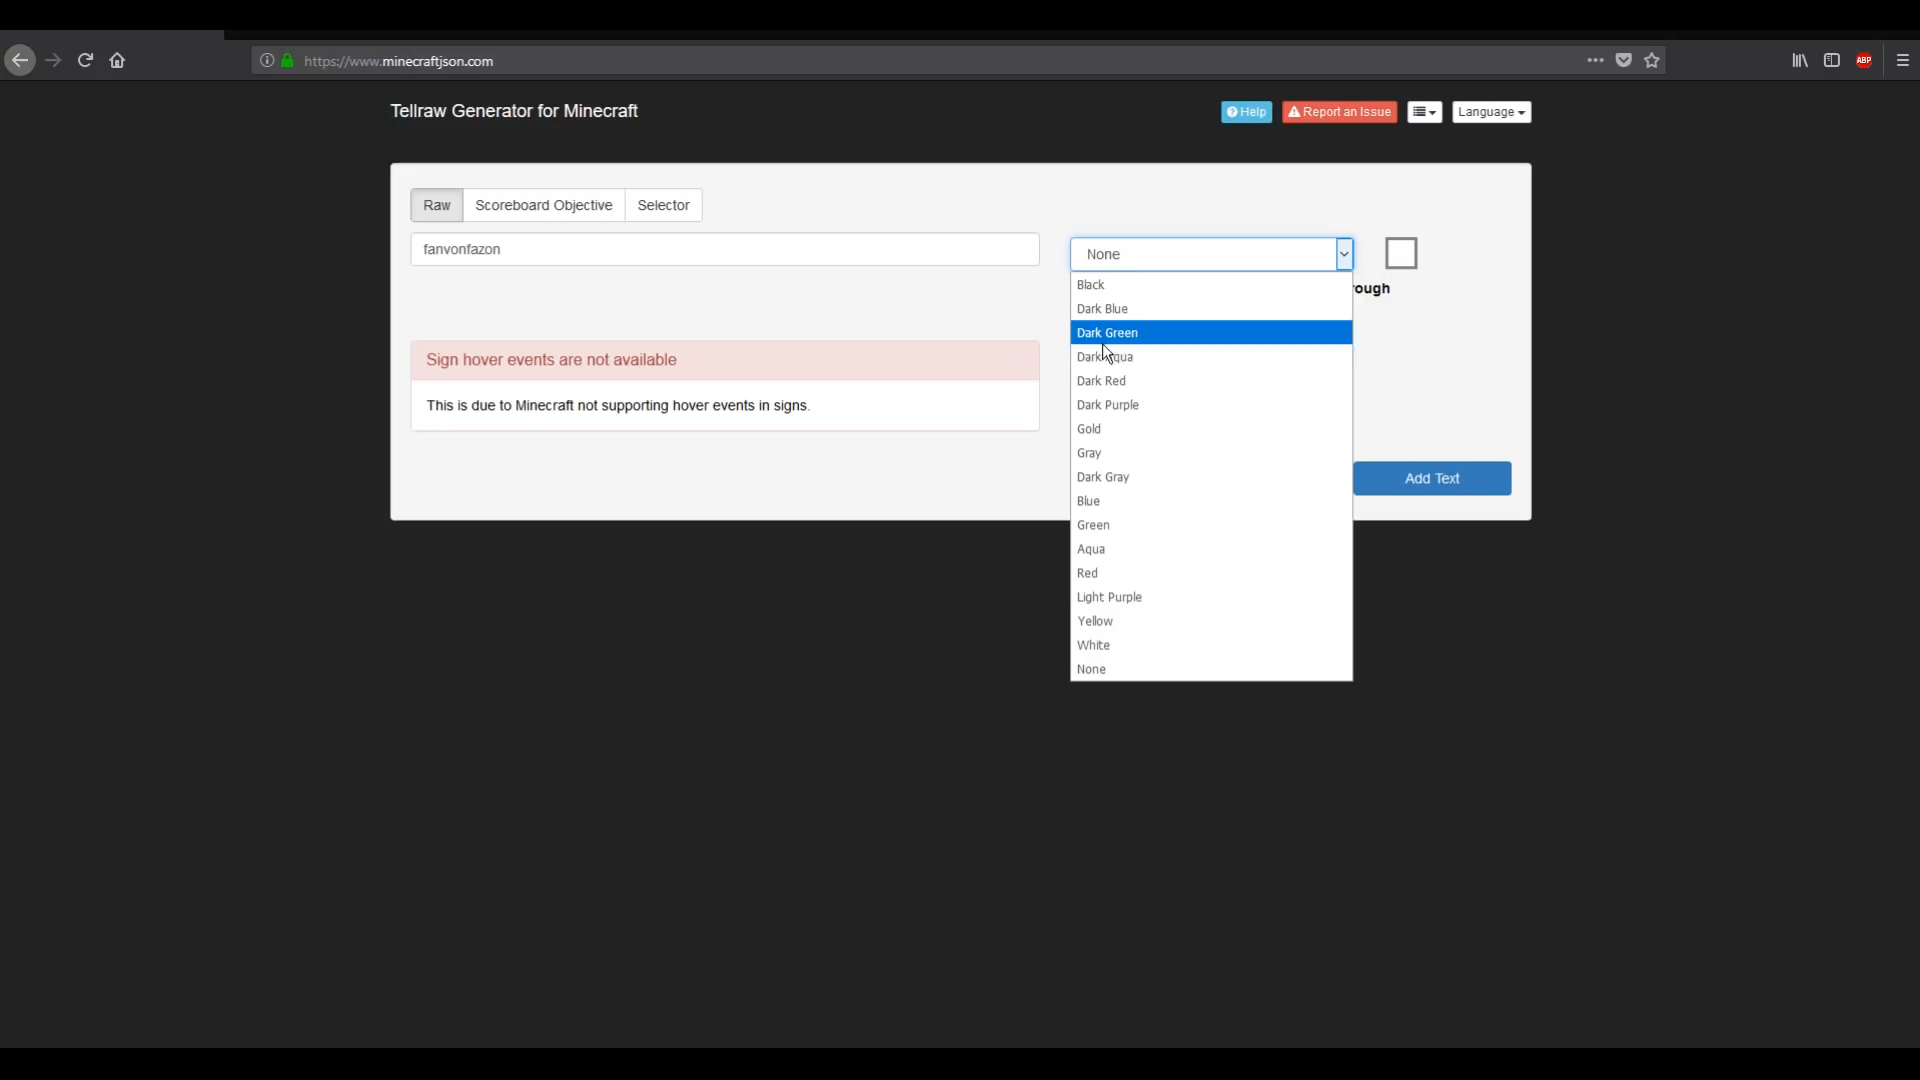 https://www.minecraftjson.com
ABP
Tellraw Generator for Minecraft
Help
Report an Issue
Language
Raw
Scoreboard Objective
Selector
fanvonfazon
None
rough
Black
Dark Blue
Dark Green
Dark qua
Dark Red
Dark Purple
Gold
Gray
Dark Gray
Blue
Green
Aqua
Red
Light Purple
Yellow
White
None
Sign hover events are not available
This is due to Minecraft not supporting hover events in signs.
Add Text